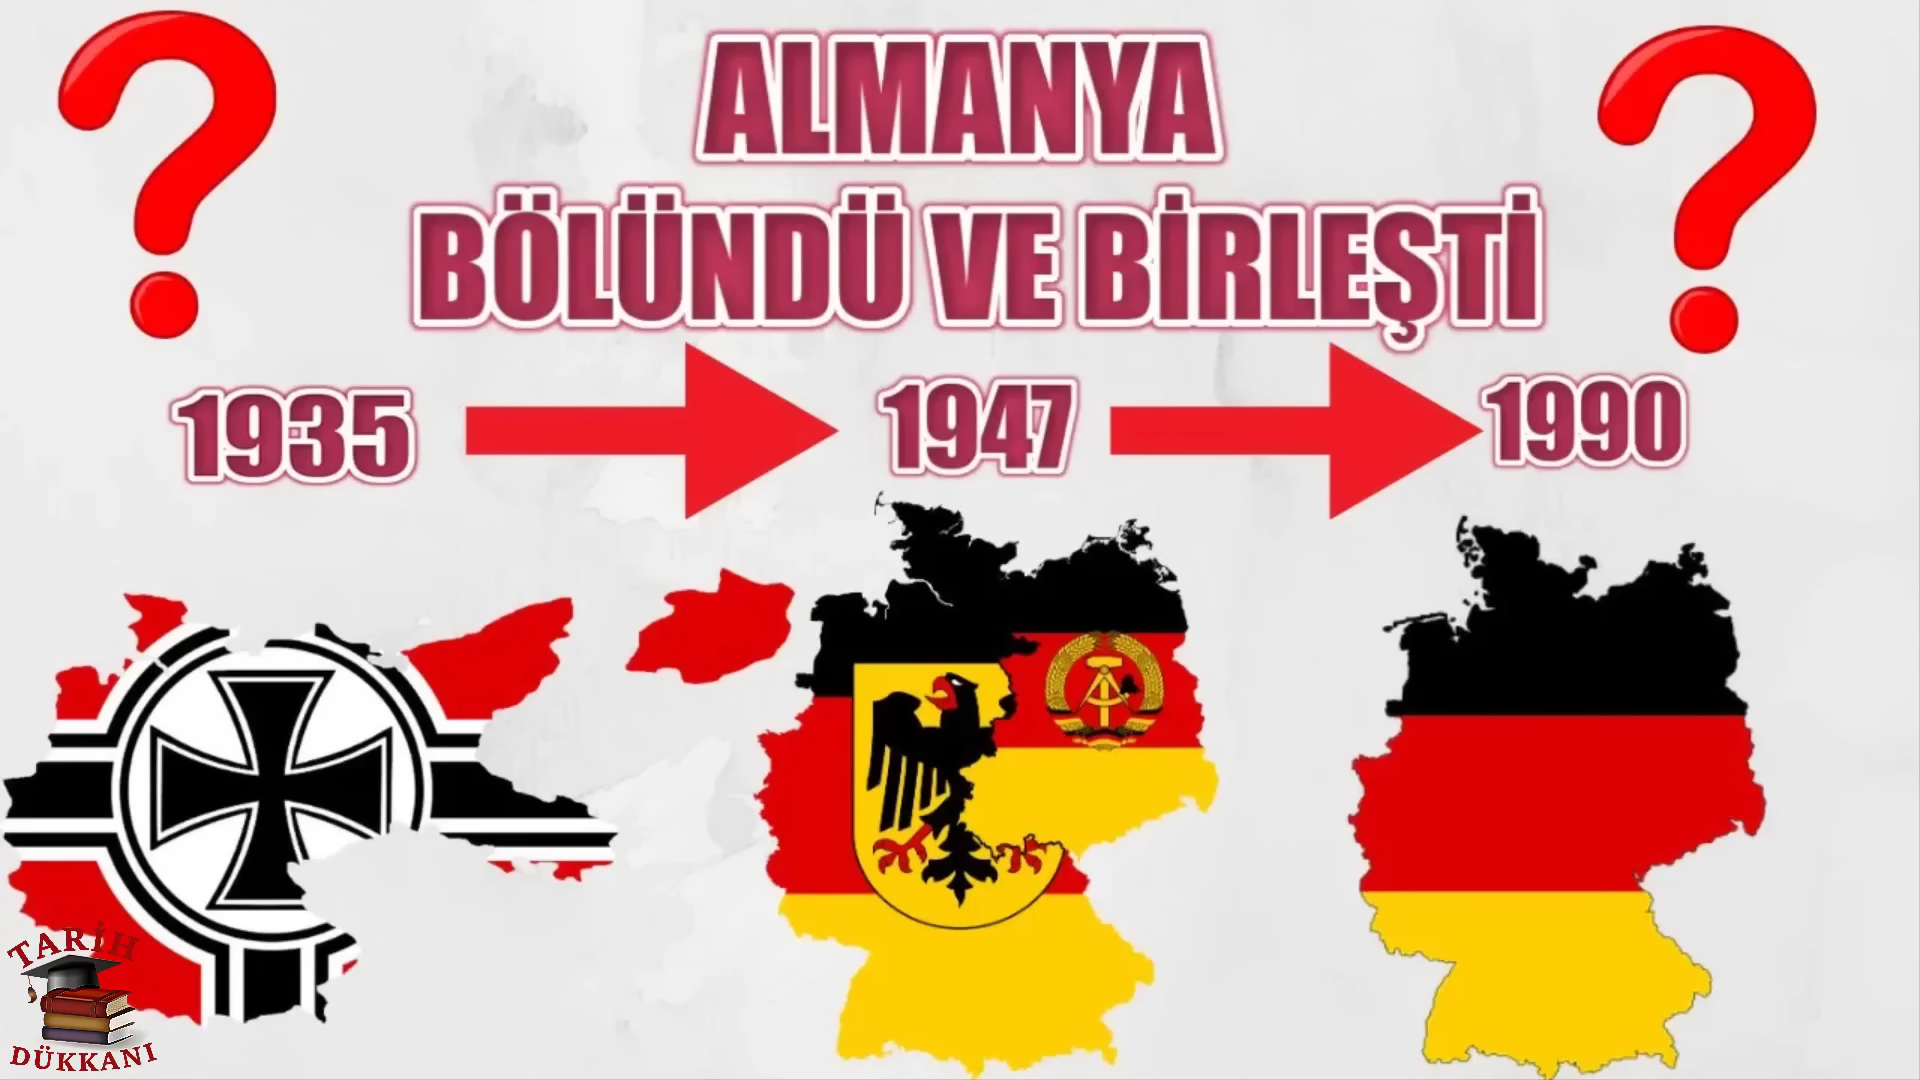 ALMANYA
BÖLÜNDÜ VE BİRLEŞTİ
1935
1947
1990
TARİH
DÜKKANI